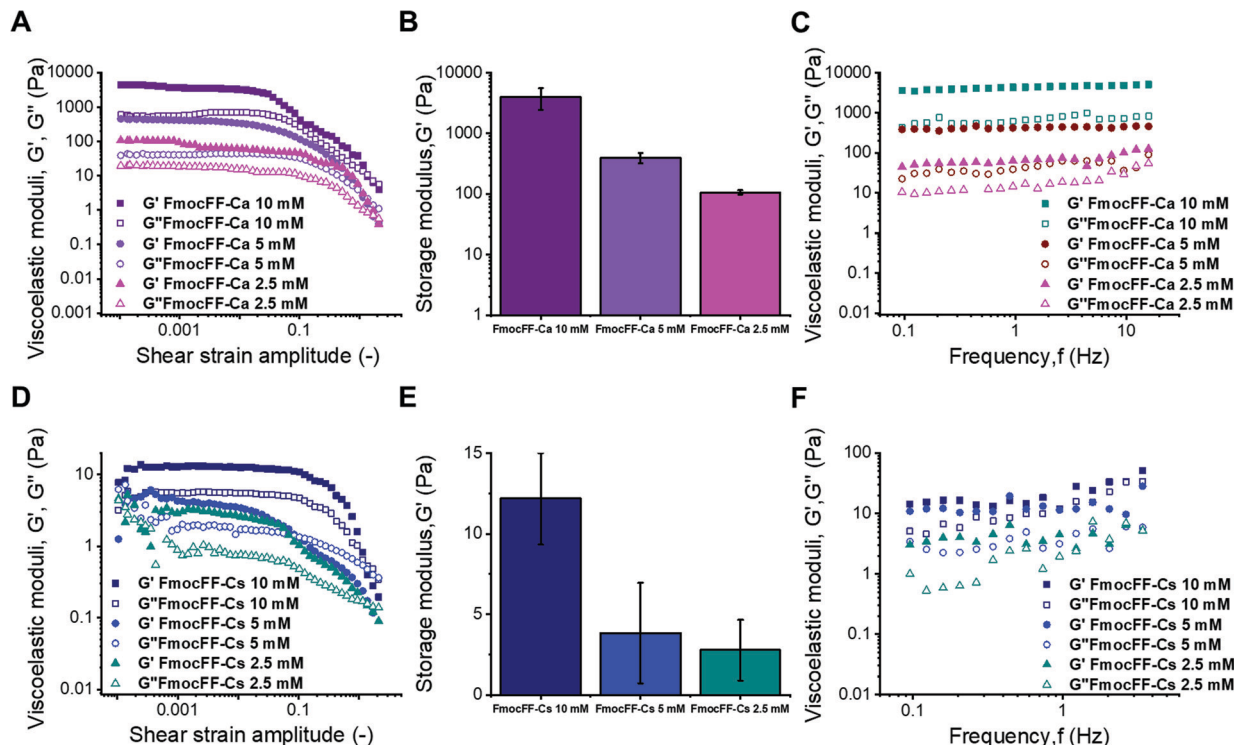 A
Viscoelastic moduli, G', G'' (Pa)
10000
1000
100
10
1
0.1
0.01
0.001
G' FmocFF-Ca 10 mM
G''FmocFF-Ca 10 mM
G' FmocFF-Ca 5 mM
G''FmocFF-Ca 5 mM
G' FmocFF-Ca 2.5 mM
G''FmocFF-Ca 2.5 mM
0.001
0.1
Shear strain amplitude (-)
B
Storage modulus,G' (Pa)
10000
1000
100
1
FmocFF-Ca 10 mM
FmocFF-Ca 5 mM
FmocFF-Ca 2.5 mM
C
Viscoelastic moduli, G',G'' (Pa)
10000
1000
100
10
1
0.1
0.01
G' FmocFF-Ca 10 mM
G''FmocFF-Ca 10 mM
G' FmocFF-Ca 5 mM
G''FmocFF-Ca 5 mM
G' FmocFF-Ca 2.5 mM
G''FmocFF-Ca 2.5 mM
0.1
1
10
Frequency,f (Hz)
D
Viscoelastic moduli, G', G'' (Pa)
10
1
0.1
0.01
G' FmocFF-Cs 10 mM
G''FmocFF-Cs 10 mM
G' FmocFF-Cs 5 mM
G''FmocFF-Cs 5 mM
G' FmocFF-Cs 2.5 mM
G''FmocFF-Cs 2.5 mM
0.001
0.1
Shear strain amplitude (-)
E
Storage modulus,G' (Pa)
15
10
5
0
FmocFF-Cs 10 mM
FmocFF-Cs 5 mM
FmocFF-Cs 2.5 mM
F
Viscoelastic moduli, G',G'' (Pa)
100
10
1
0.1
0.01
G' FmocFF-Cs 10 mM
G''FmocFF-Cs 10 mM
G' FmocFF-Cs 5 mM
G''FmocFF-Cs 5 mM
G' FmocFF-Cs 2.5 mM
G''FmocFF-Cs 2.5 mM
0.1
1
Frequency,f (Hz)